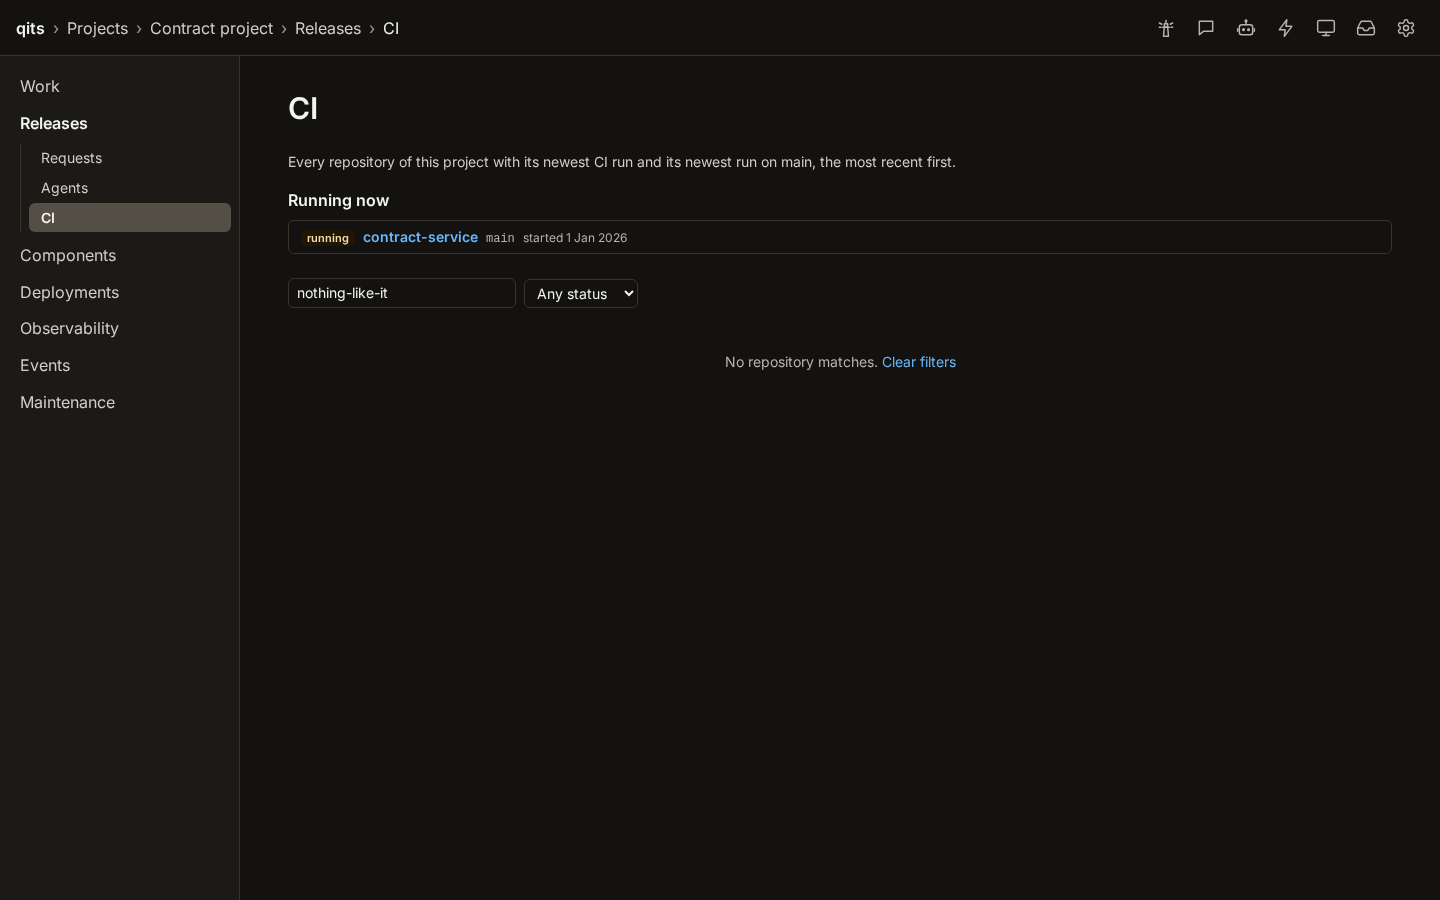 qits › Projects › Contract project › Releases › CI
Work
Releases
Requests
Agents
CI
Components
Deployments
Observability
Events
Maintenance
CI
Every repository of this project with its newest CI run and its newest run on main, the most recent first.
Running now
running contract-service main started 1 Jan 2026
nothing-like-it Any status
No repository matches. Clear filters